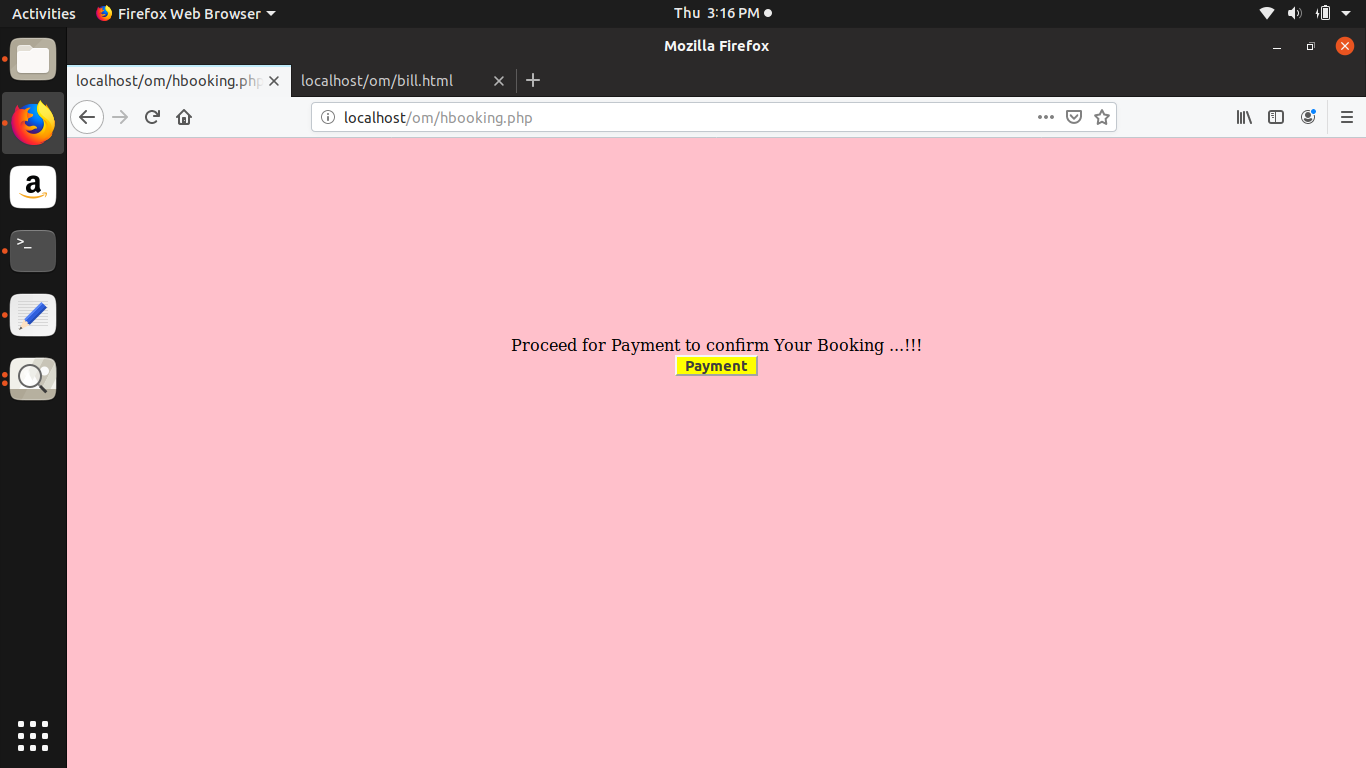 Activities Firefox Web Browser Thu 3:16 PM
Mozilla Firefox
localhost/om/hbooking.php localhost/om/bill.html
localhost/om/hbooking.php
a
>_
Proceed for Payment to confirm Your Booking ...!!!
Payment